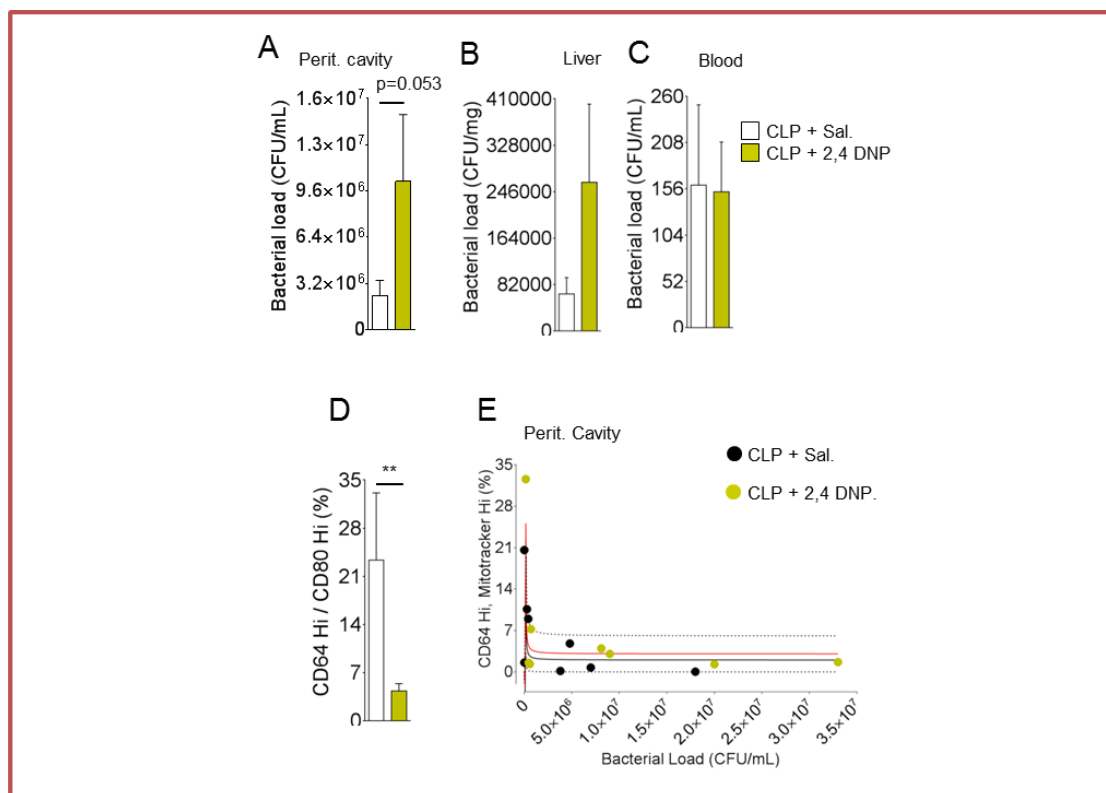 A
Perit. cavity
p=0.053
Bacterial load (CFU/mL)
1.6×10⁷
1.3×10⁷
9.6×10⁶
6.4×10⁶
3.2×10⁶
0
B
Liver
Bacterial load (CFU/mg)
410000
328000
246000
164000
82000
0
C
Blood
Bacterial load (CFU/mL)
260
208
156
104
52
0
CLP + Sal.
CLP + 2,4 DNP
D
**
CD64 Hi / CD80 Hi (%)
35
28
21
14
7
0
E
Perit. Cavity
CLP + Sal.
CLP + 2,4 DNP.
CD64 Hi, Mitotracker Hi (%)
35
28
21
14
7
0
0
5.0×10⁶
1.0×10⁷
1.5×10⁷
2.0×10⁷
2.5×10⁷
3.0×10⁷
3.5×10⁷
Bacterial Load (CFU/mL)